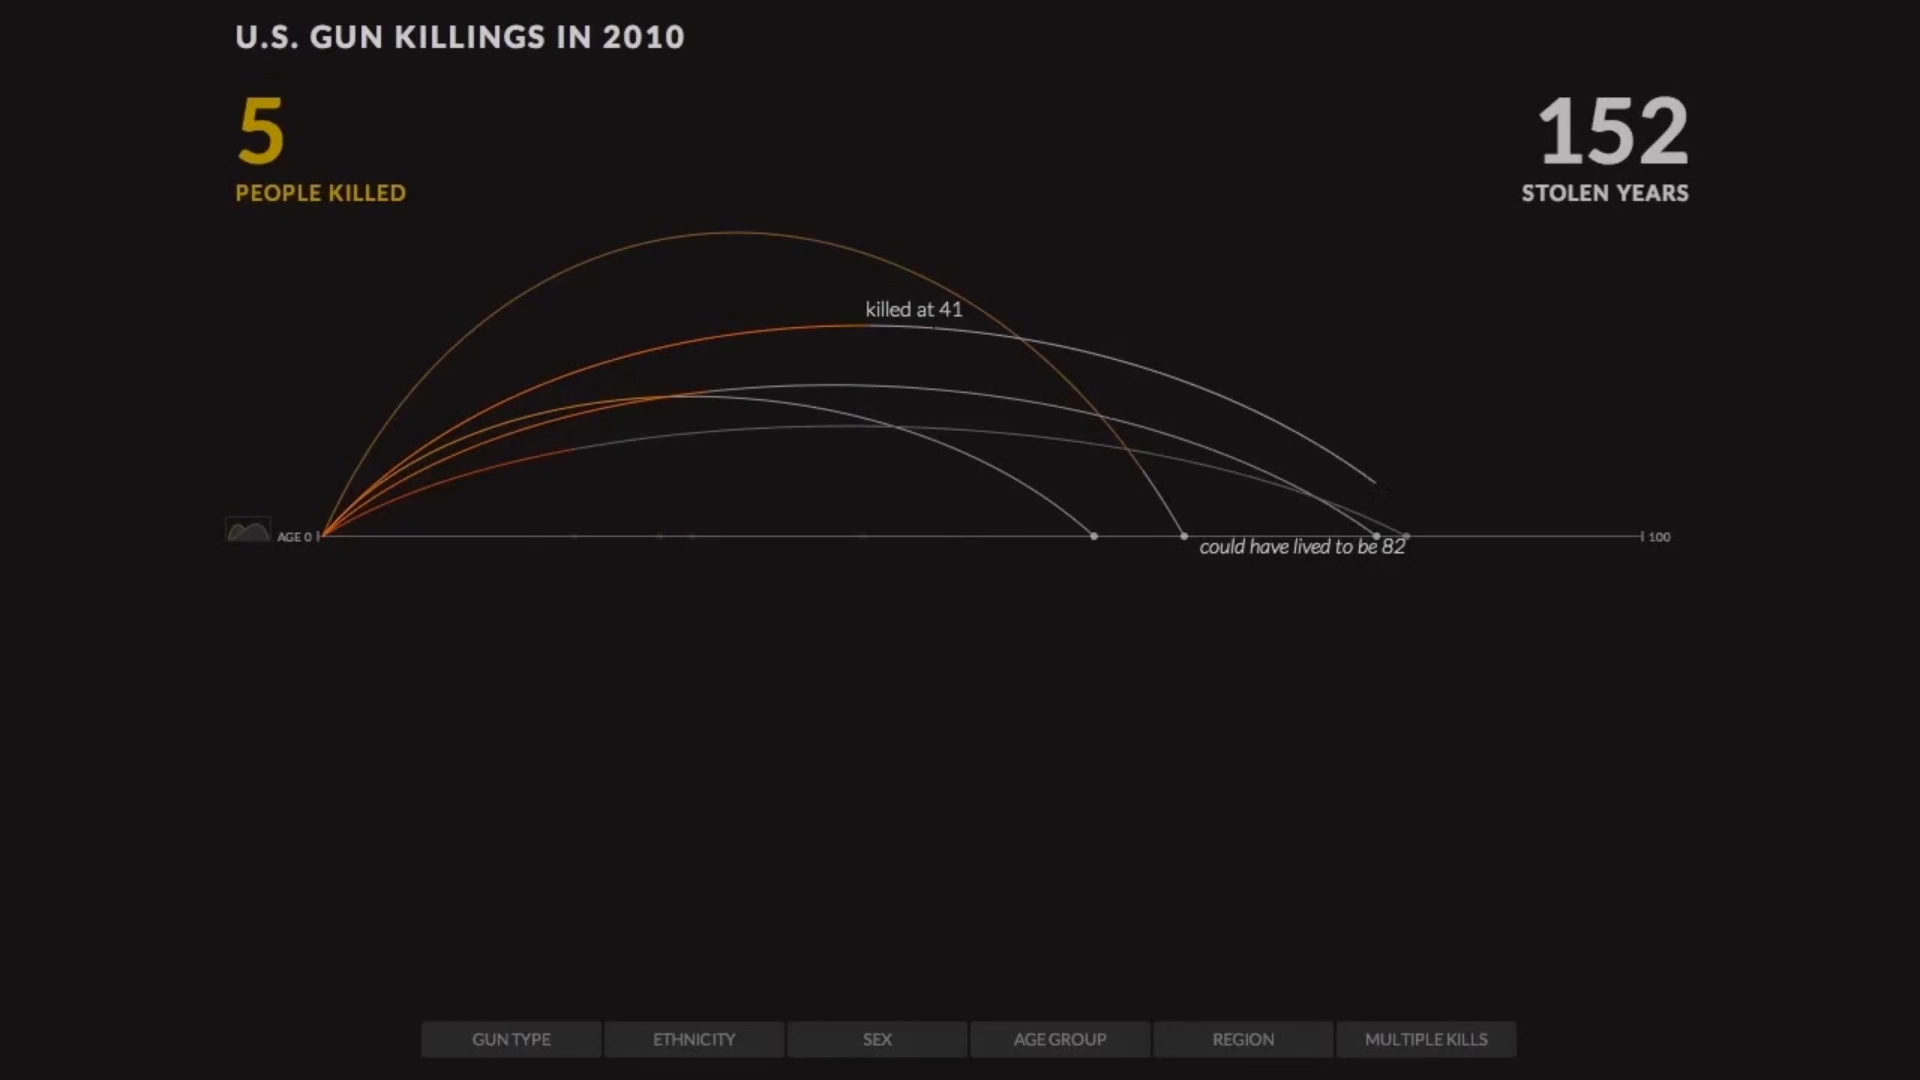 U.S. GUN KILLINGS IN 2010
5
PEOPLE KILLED
152
STOLEN YEARS
killed at 41
AGE 0
100
could have lived to be 82
GUN TYPE
ETHNICITY
SEX
AGE GROUP
REGION
MULTIPLE KILLS